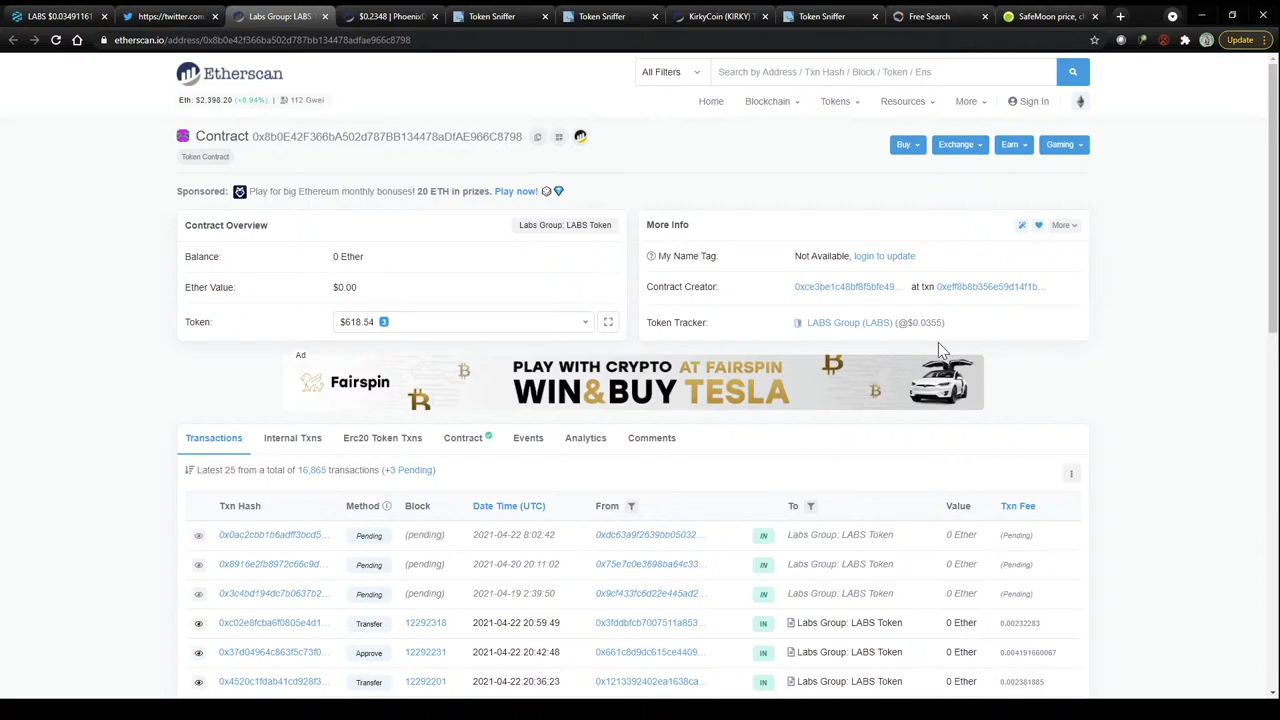 LABS $0.03491161
https://twitter.com/
Labs Group: LABS
$0.2348 | PhoenixD
Token Sniffer
Token Sniffer
KirkyCoin (KIRKY) T
Token Sniffer
Free Search
SafeMoon price, c
etherscan.io/address/0x8b0e42f366ba502d787bb134478adfae966c8798
Update
Etherscan
All Filters
Search by Address / Txn Hash / Block / Token / Ens
Eth: $2,398.20 (+0.94%) | 112 Gwei
Home Blockchain Tokens Resources More Sign In
Contract 0x8b0E42F366bA502d787BB134478aDfAE966C8798
Buy Exchange Earn Gaming
Token Contract
Sponsored: Play for big Ethereum monthly bonuses! 20 ETH in prizes. Play now!
Contract Overview Labs Group: LABS Token
Balance: 0 Ether
Ether Value: $0.00
Token: $618.54 3
More Info More
My Name Tag: Not Available, login to update
Contract Creator: 0xce3be1c48bf8f5bfe49... at txn 0xeff8b8b356e59d14f1b...
Token Tracker: LABS Group (LABS) (@$0.0355)
Ad
Fairspin
PLAY WITH CRYPTO AT FAIRSPIN
WIN&BUY TESLA
Transactions Internal Txns Erc20 Token Txns Contract Events Analytics Comments
Latest 25 from a total of 16,865 transactions (+3 Pending)
Txn Hash Method Block Date Time (UTC) From To Value Txn Fee
0x0ac2cbb1b6adff3bcd5... Pending (pending) 2021-04-22 8:02:42 0xdc63a9f2639bb05032... IN Labs Group: LABS Token 0 Ether (Pending)
0x8916e2fb8972c66c9d... Pending (pending) 2021-04-20 20:11:02 0x75e7c0e3698ba64c33... IN Labs Group: LABS Token 0 Ether (Pending)
0x3c4bd194dc7b0637b2... Pending (pending) 2021-04-19 2:39:50 0x9cf433fc6d22e445ad2... IN Labs Group: LABS Token 0 Ether (Pending)
0xc02e8fcba6f0805e4d1... Transfer 12292318 2021-04-22 20:59:49 0x3fddbfcb7007511a853... IN Labs Group: LABS Token 0 Ether 0.00232283
0x37d04964c863f5c73f0... Approve 12292231 2021-04-22 20:42:48 0x661c8d9dc615ce4409... IN Labs Group: LABS Token 0 Ether 0.004191660067
0x4520c1fdab41cd928f3... Transfer 12292201 2021-04-22 20:36:23 0x1213392402ea1638ca... IN Labs Group: LABS Token 0 Ether 0.002381885